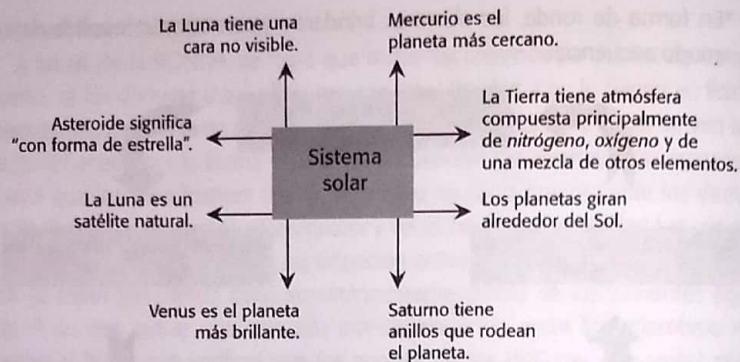 La Luna tiene una
cara no visible.
Mercurio es el
planeta más cercano.
Asteroide significa
"con forma de estrella".
La Tierra tiene atmósfera
compuesta principalmente
de nitrógeno, oxígeno y de
una mezcla de otros elementos.
Sistema
solar
La Luna es un
satélite natural.
Los planetas giran
alrededor del Sol.
Venus es el planeta
más brillante.
Saturno tiene
anillos que rodean
el planeta.